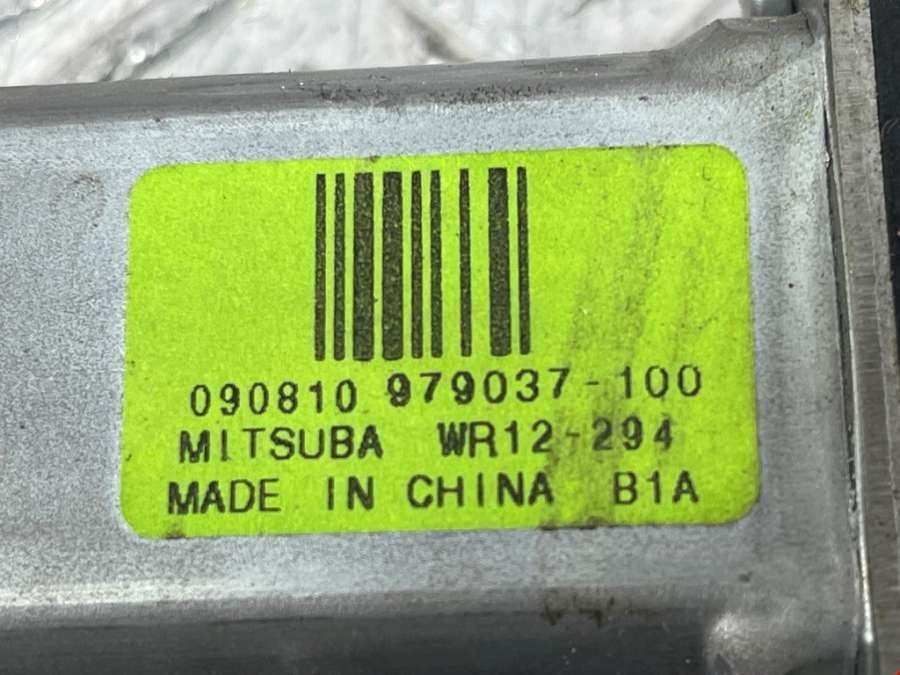 090810 979037-100
MITSUBA WR12-294
MADE IN CHINA B1A